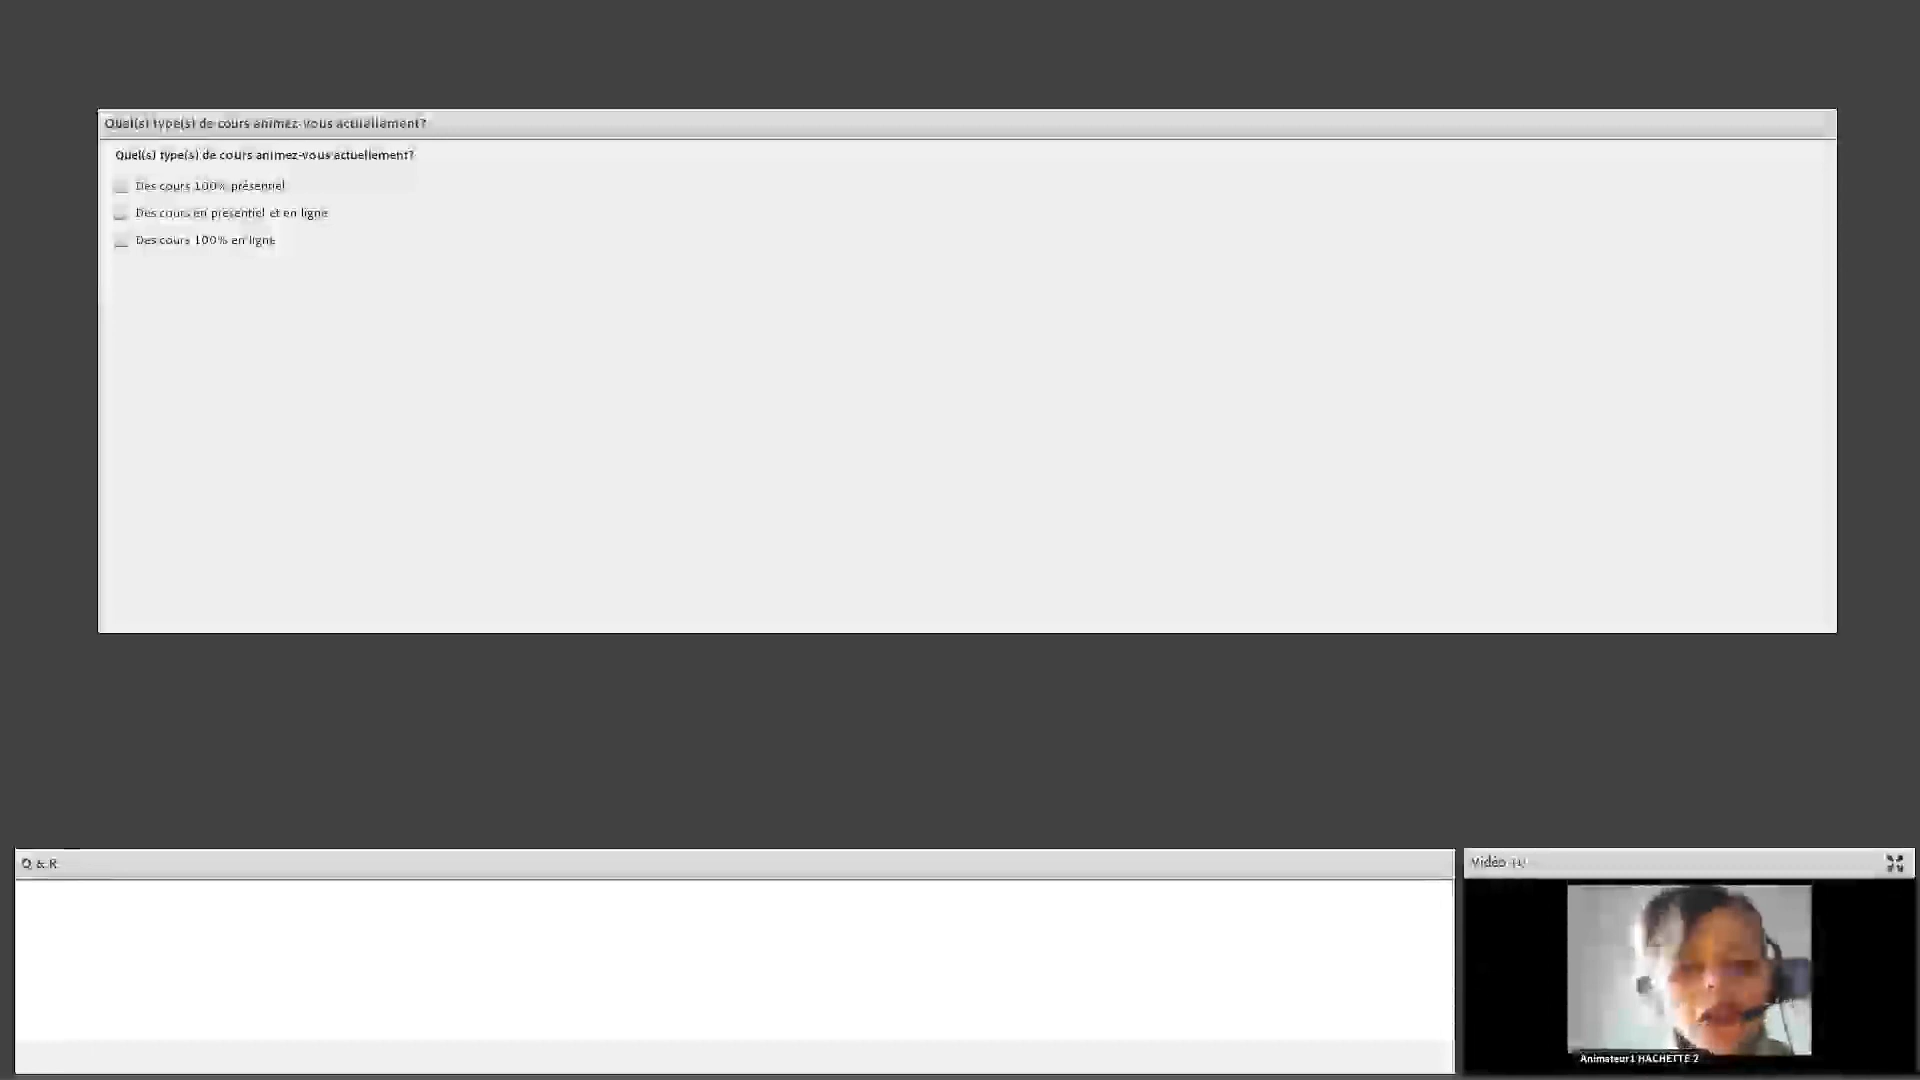 Quel(s) type(s) de cours animez-vous actuellement?
Quel(s) type(s) de cours animez-vous actuellement?
Des cours 100% présentiel
Des cours en présentiel et en ligne
Des cours 100% en ligne
Q & R
Vidéo
Animateur1 HACHETTE 2